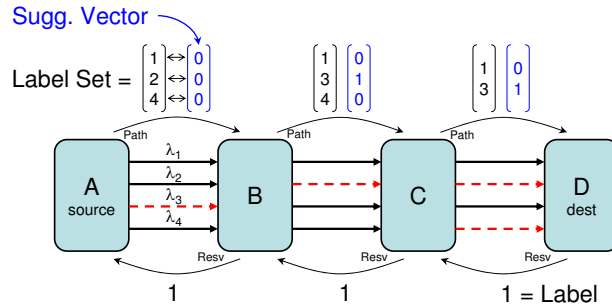 Sugg. Vector
Label Set =
1 ↔ 0
2 ↔ 0
4 ↔ 0
1 0
3 1
4 0
1 0
3 1
Path
Path
Path
A
source
λ1
λ2
λ3
λ4
B
C
D
dest
Resv
Resv
Resv
1
1
1 = Label